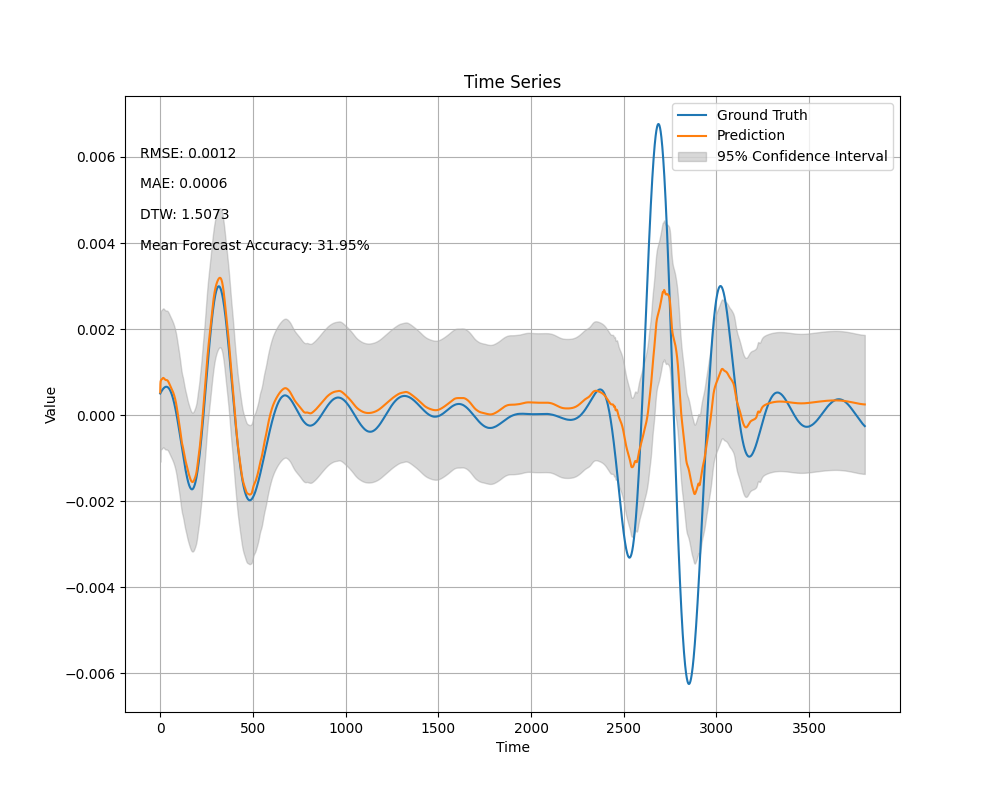 Time Series
Ground Truth
Prediction
95% Confidence Interval
RMSE: 0.0012
MAE: 0.0006
DTW: 1.5073
Mean Forecast Accuracy: 31.95%
Value
0.006
0.004
0.002
0.000
−0.002
−0.004
−0.006
0 500 1000 1500 2000 2500 3000 3500
Time